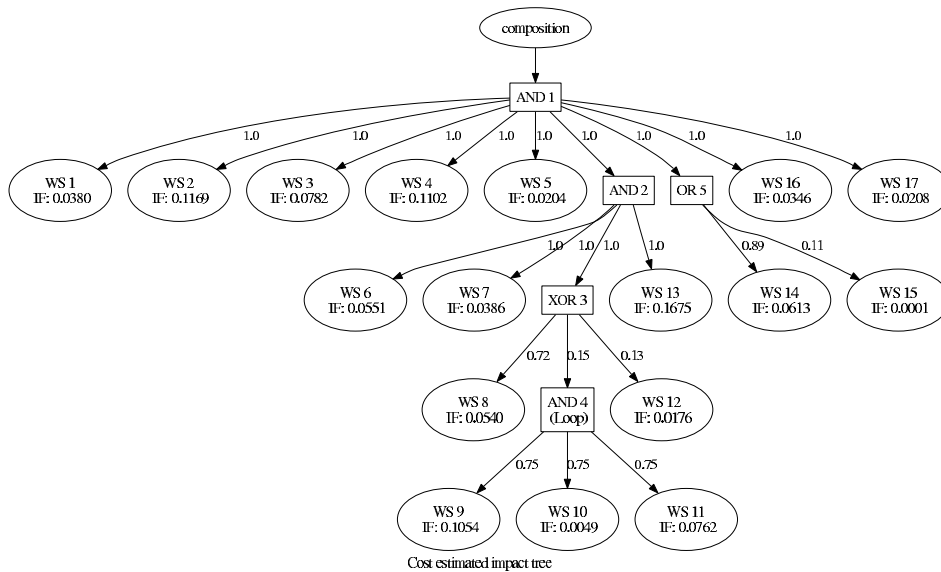 composition
AND 1
1.0
1.0
1.0
1.0
1.0
1.0
1.0
1.0
1.0
WS 1
IF: 0.0380
WS 2
IF: 0.1169
WS 3
IF: 0.0782
WS 4
IF: 0.1102
WS 5
IF: 0.0204
AND 2
OR 5
WS 16
IF: 0.0346
WS 17
IF: 0.0208
1.0
1.0
1.0
1.0
0.89
0.11
WS 6
IF: 0.0551
WS 7
IF: 0.0386
XOR 3
WS 13
IF: 0.1675
WS 14
IF: 0.0613
WS 15
IF: 0.0001
0.72
0.15
0.13
WS 8
IF: 0.0540
AND 4
(Loop)
WS 12
IF: 0.0176
0.75
0.75
0.75
WS 9
IF: 0.1054
WS 10
IF: 0.0049
WS 11
IF: 0.0762
Cost estimated impact tree